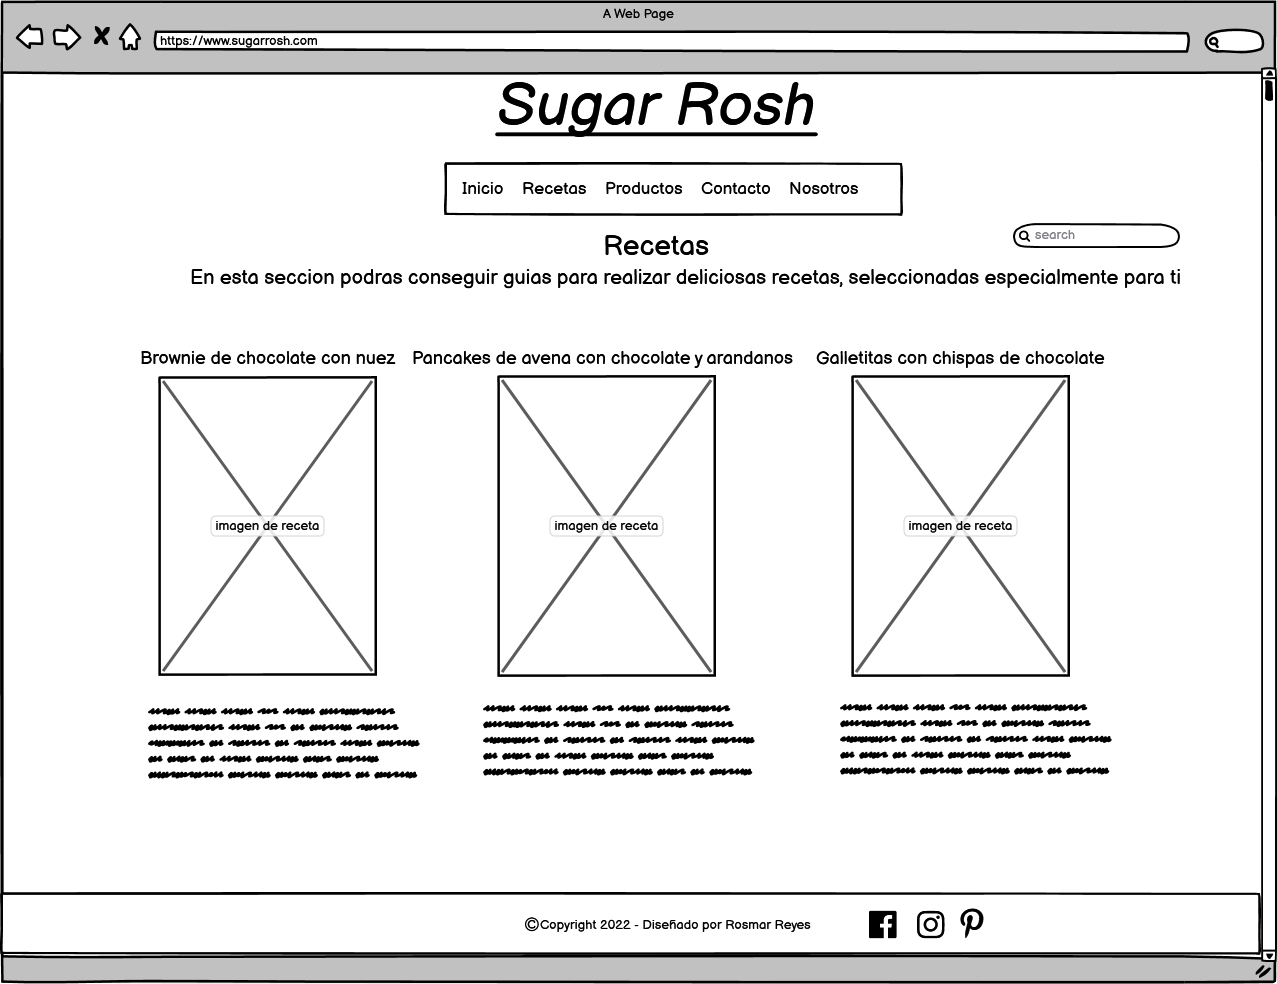 A Web Page
https://www.sugarrosh.com
Sugar Rosh
Inicio Recetas Productos Contacto Nosotros
search
Recetas
En esta seccion podras conseguir guias para realizar deliciosas recetas, seleccionadas especialmente para ti
Brownie de chocolate con nuez
Pancakes de avena con chocolate y arandanos
Galletitas con chispas de chocolate
imagen de receta
imagen de receta
imagen de receta
©Copyright 2022 - Diseñado por Rosmar Reyes